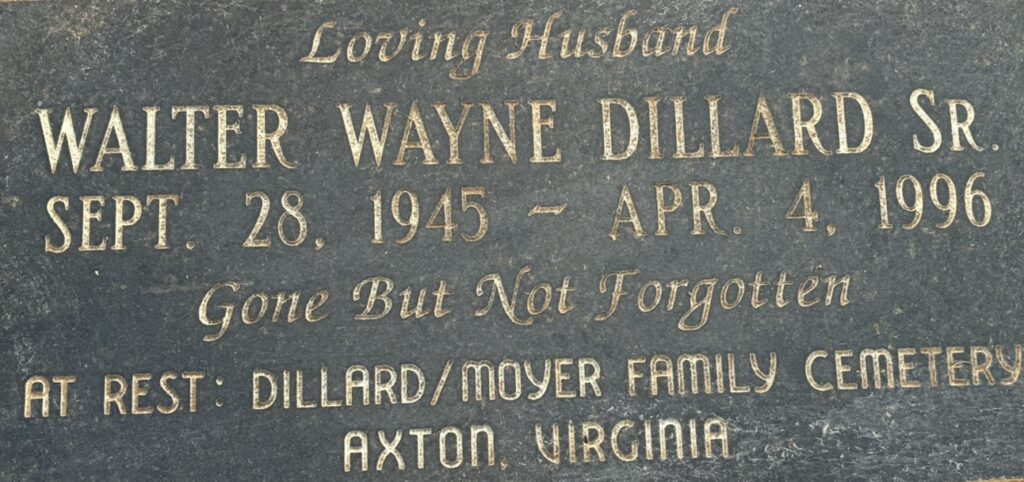 Loving Husband
WALTER WAYNE DILLARD SR.
SEPT. 28, 1945 ~ APR. 4, 1996
Gone But Not Forgotten
AT REST: DILLARD/MOYER FAMILY CEMETERY
AXTON, VIRGINIA